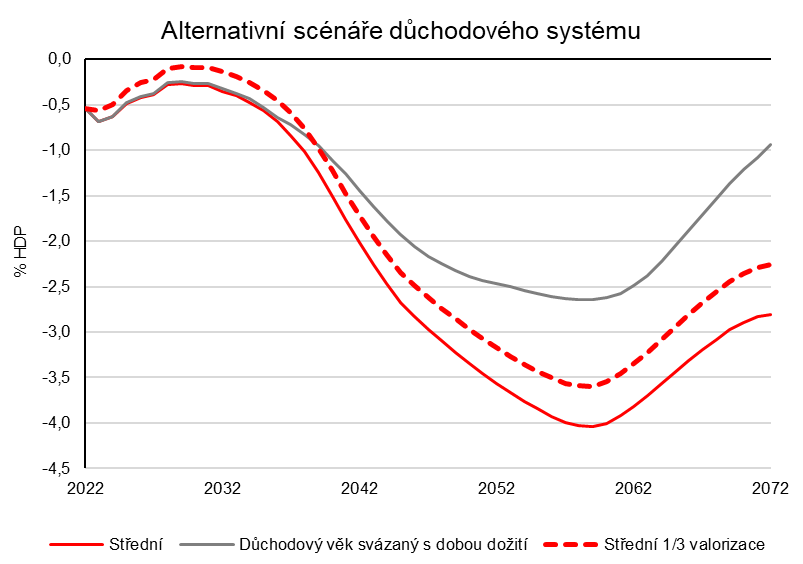 Alternativní scénáře důchodového systému
0,0
-0,5
-1,0
-1,5
-2,0
-2,5
-3,0
-3,5
-4,0
-4,5
% HDP
2022 2032 2042 2052 2062 2072
Střední Důchodový věk svázaný s dobou dožití Střední 1/3 valorizace